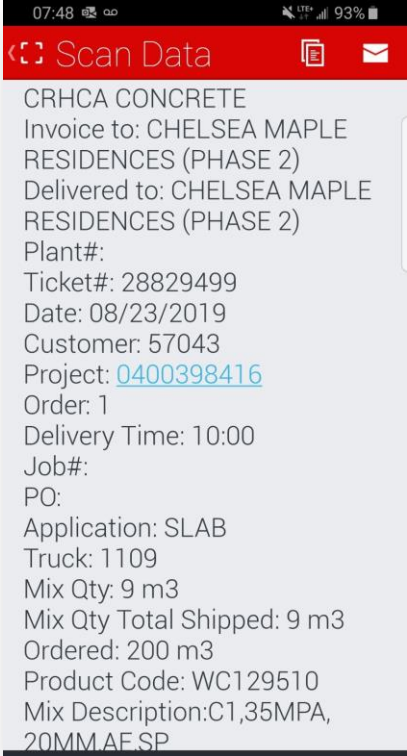 07:48 LTE+ 93%
Scan Data
CRHCA CONCRETE
Invoice to: CHELSEA MAPLE
RESIDENCES (PHASE 2)
Delivered to: CHELSEA MAPLE
RESIDENCES (PHASE 2)
Plant#:
Ticket#: 28829499
Date: 08/23/2019
Customer: 57043
Project: 0400398416
Order: 1
Delivery Time: 10:00
Job#:
PO:
Application: SLAB
Truck: 1109
Mix Qty: 9 m3
Mix Qty Total Shipped: 9 m3
Ordered: 200 m3
Product Code: WC129510
Mix Description:C1,35MPA,
20MM,AE,SP